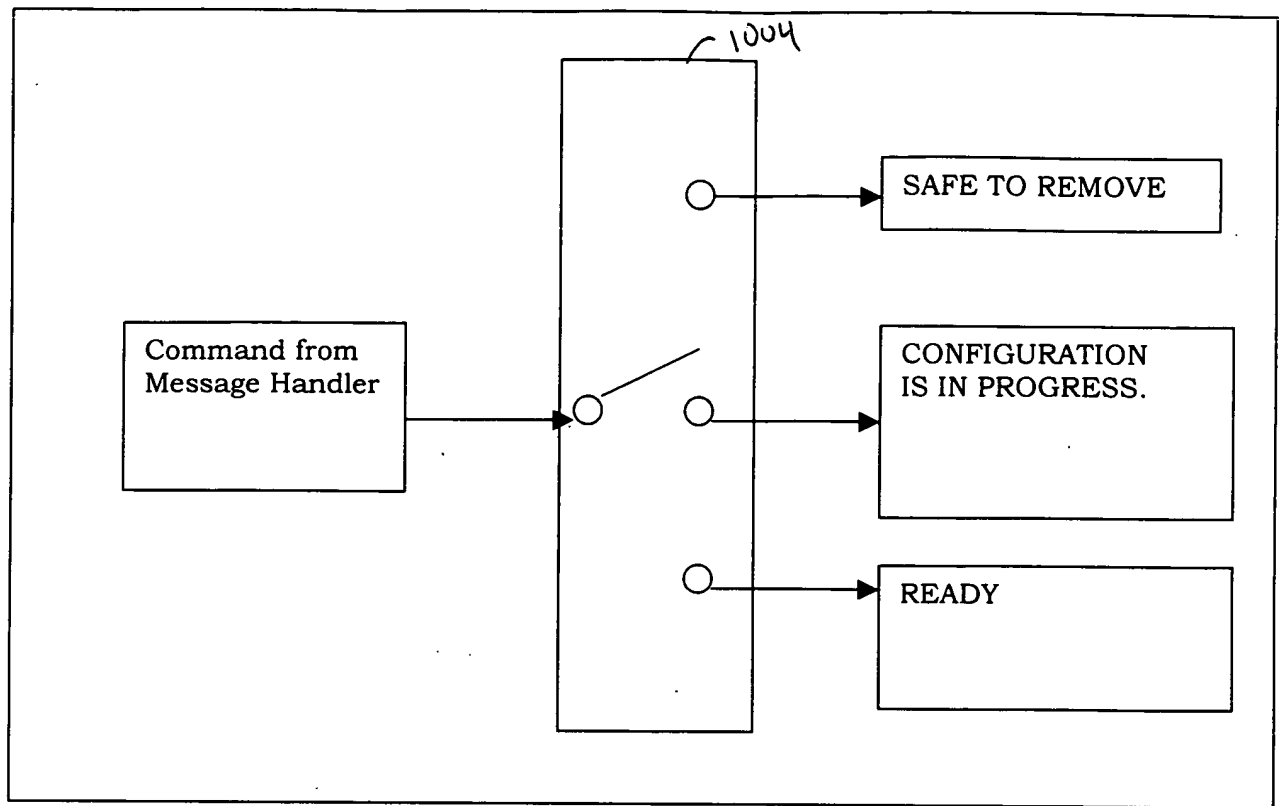 1004
SAFE TO REMOVE
Command from
Message Handler
CONFIGURATION
IS IN PROGRESS.
READY